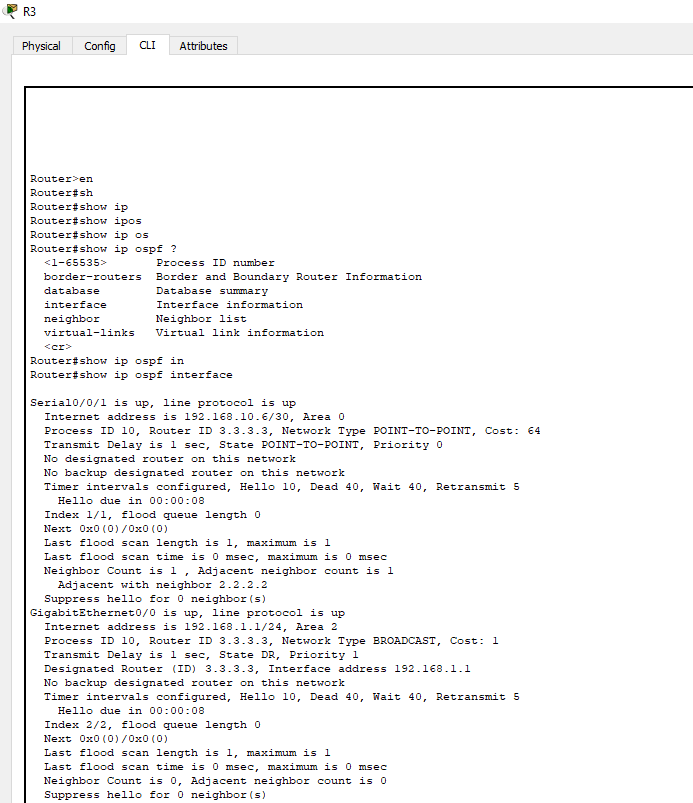 R3
Physical Config CLI Attributes
Router>en
Router#sh
Router#show ip
Router#show ipos
Router#show ip os
Router#show ip ospf ?
<1-65535> Process ID number
border-routers Border and Boundary Router Information
database Database summary
interface Interface information
neighbor Neighbor list
virtual-links Virtual link information
<cr>
Router#show ip ospf in
Router#show ip ospf interface
Serial0/0/1 is up, line protocol is up
Internet address is 192.168.10.6/30, Area 0
Process ID 10, Router ID 3.3.3.3, Network Type POINT-TO-POINT, Cost: 64
Transmit Delay is 1 sec, State POINT-TO-POINT, Priority 0
No designated router on this network
No backup designated router on this network
Timer intervals configured, Hello 10, Dead 40, Wait 40, Retransmit 5
Hello due in 00:00:08
Index 1/1, flood queue length 0
Next 0x0(0)/0x0(0)
Last flood scan length is 1, maximum is 1
Last flood scan time is 0 msec, maximum is 0 msec
Neighbor Count is 1 , Adjacent neighbor count is 1
Adjacent with neighbor 2.2.2.2
Suppress hello for 0 neighbor(s)
GigabitEthernet0/0 is up, line protocol is up
Internet address is 192.168.1.1/24, Area 2
Process ID 10, Router ID 3.3.3.3, Network Type BROADCAST, Cost: 1
Transmit Delay is 1 sec, State DR, Priority 1
Designated Router (ID) 3.3.3.3, Interface address 192.168.1.1
No backup designated router on this network
Timer intervals configured, Hello 10, Dead 40, Wait 40, Retransmit 5
Hello due in 00:00:08
Index 2/2, flood queue length 0
Next 0x0(0)/0x0(0)
Last flood scan length is 1, maximum is 1
Last flood scan time is 0 msec, maximum is 0 msec
Neighbor Count is 0, Adjacent neighbor count is 0
Suppress hello for 0 neighbor(s)